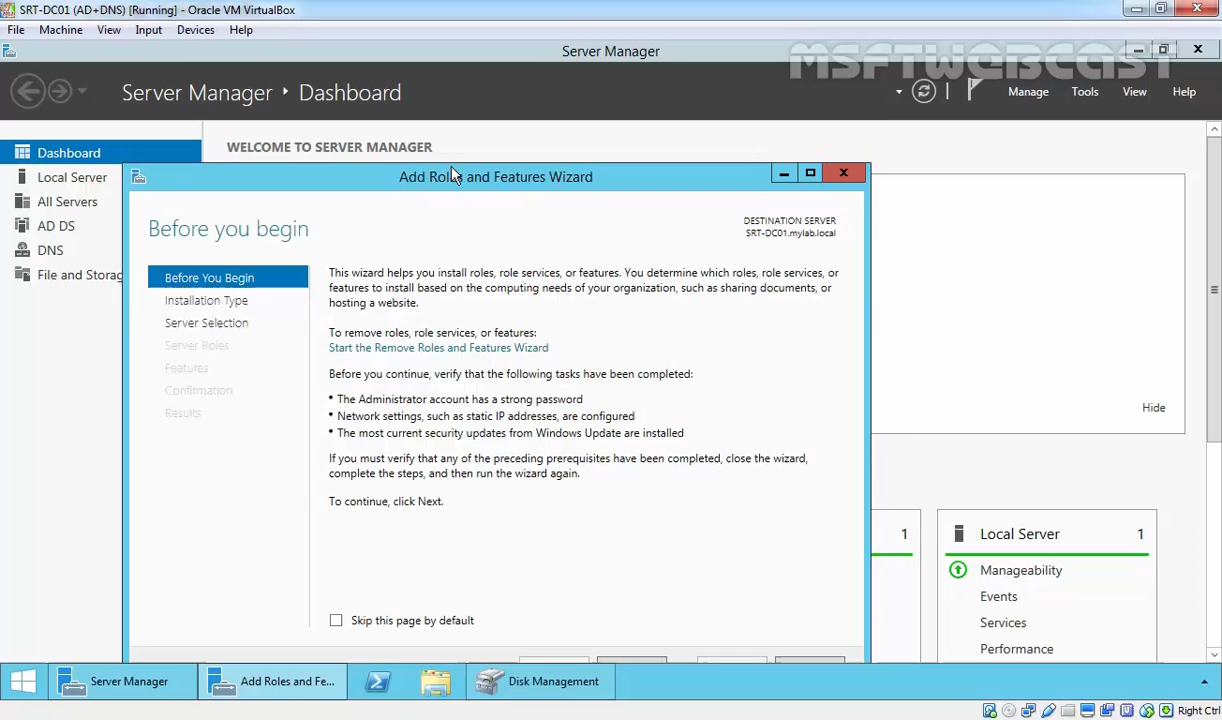 SRT-DC01 (AD+DNS) [Running] - Oracle VM VirtualBox
File Machine View Input Devices Help
Server Manager
MSFTWEBCAST
Server Manager • Dashboard
Manage Tools View Help
Dashboard
Local Server
All Servers
AD DS
DNS
File and Storag
WELCOME TO SERVER MANAGER
Add Roles and Features Wizard
Before you begin
DESTINATION SERVER
SRT-DC01.mylab.local
Before You Begin
Installation Type
Server Selection
Server Roles
Features
Confirmation
Results
This wizard helps you install roles, role services, or features. You determine which roles, role services, or
features to install based on the computing needs of your organization, such as sharing documents, or
hosting a website.
To remove roles, role services, or features:
Start the Remove Roles and Features Wizard
Before you continue, verify that the following tasks have been completed:
• The Administrator account has a strong password
• Network settings, such as static IP addresses, are configured
• The most current security updates from Windows Update are installed
If you must verify that any of the preceding prerequisites have been completed, close the wizard,
complete the steps, and then run the wizard again.
To continue, click Next.
Skip this page by default
Hide
1
Local Server 1
Manageability
Events
Services
Performance
Server Manager
Add Roles and Fe...
Disk Management
Right Ctrl